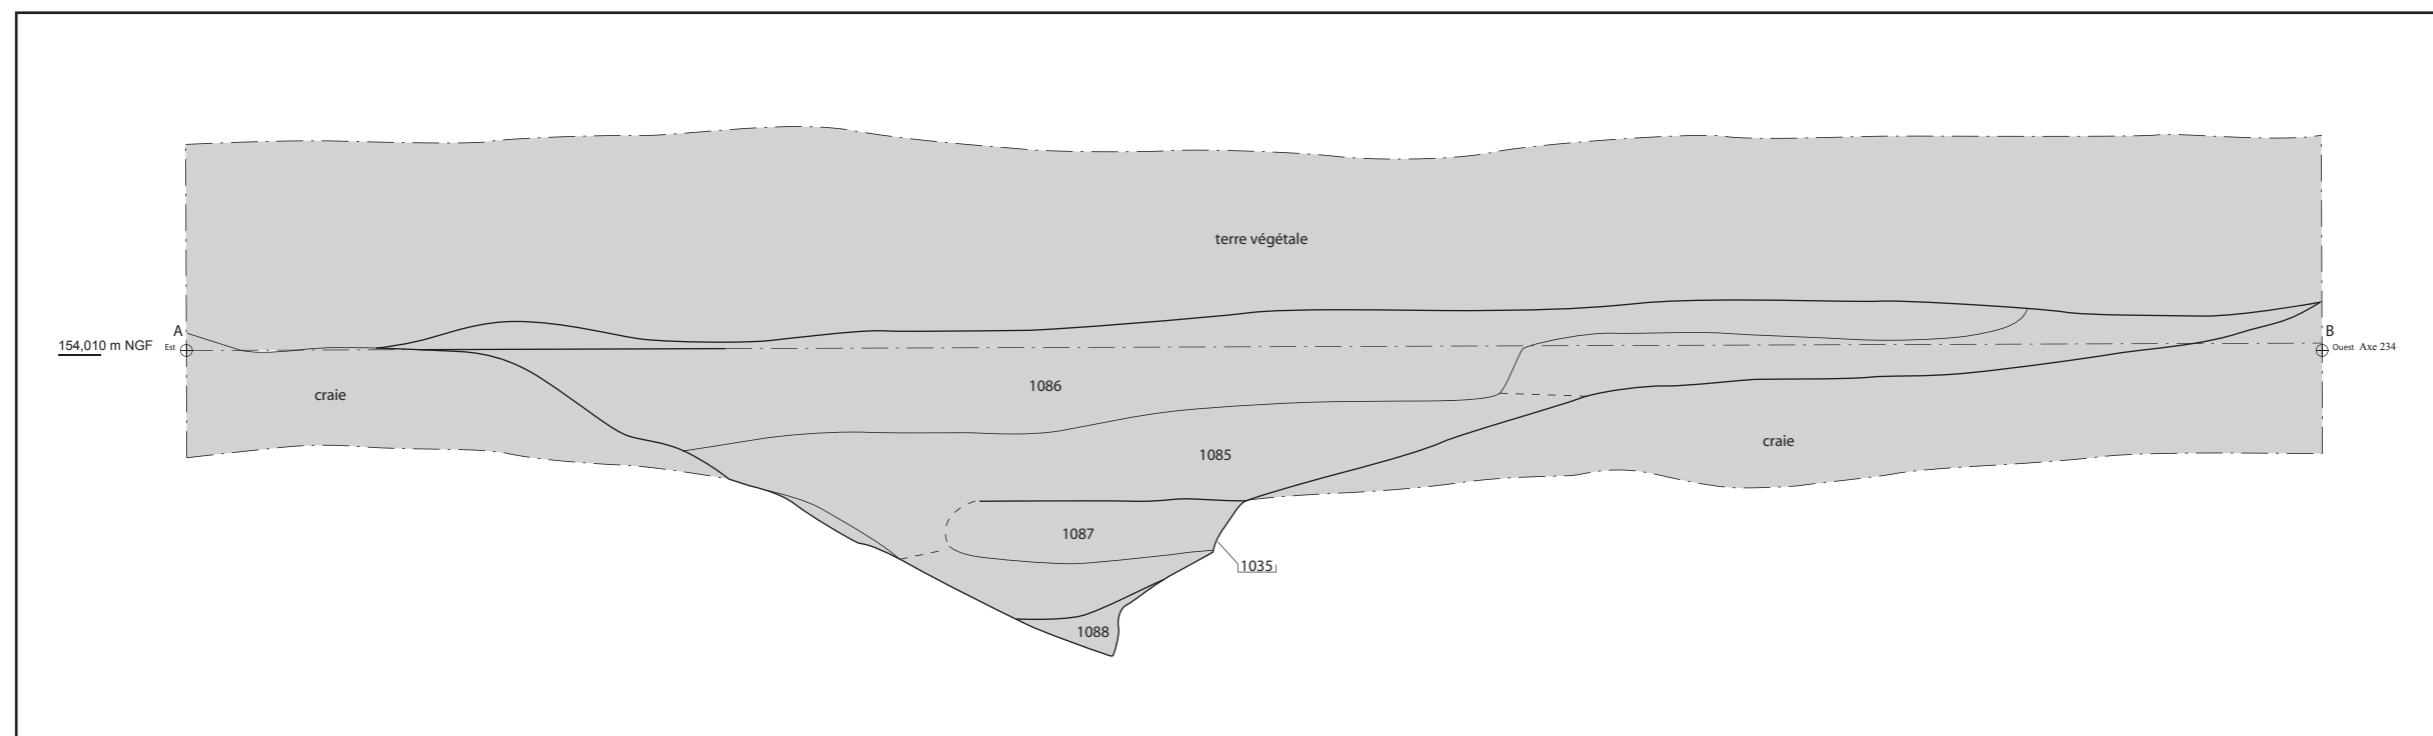 terre végétale
A
154,010 m NGF
Est
B
Ouest Axe 234
1086
craie
craie
1085
1087
1035
1088